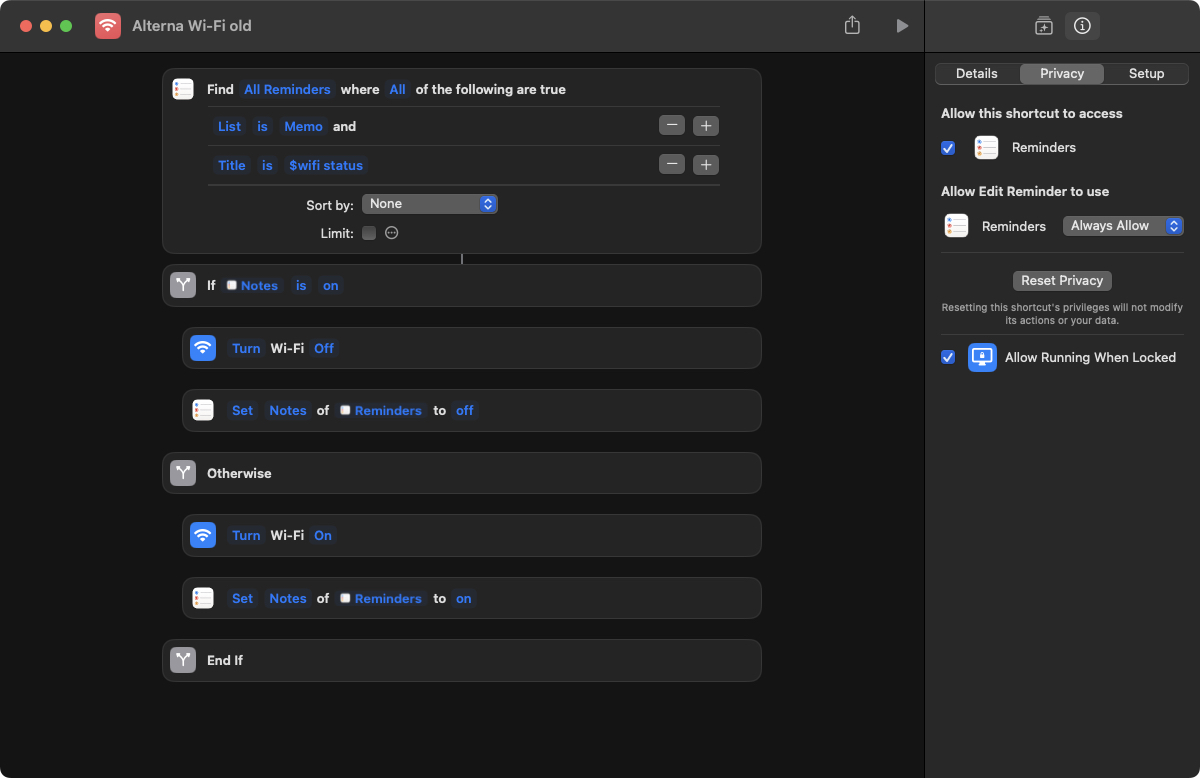 Alterna Wi-Fi old
Find All Reminders where All of the following are true
List is Memo and
Title is $wifi status
Sort by: None
Limit:
If Notes is on
Turn Wi-Fi Off
Set Notes of Reminders to off
Otherwise
Turn Wi-Fi On
Set Notes of Reminders to on
End If
Details Privacy Setup
Allow this shortcut to access
Reminders
Allow Edit Reminder to use
Reminders Always Allow
Reset Privacy
Resetting this shortcut's privileges will not modify
its actions or your data.
Allow Running When Locked